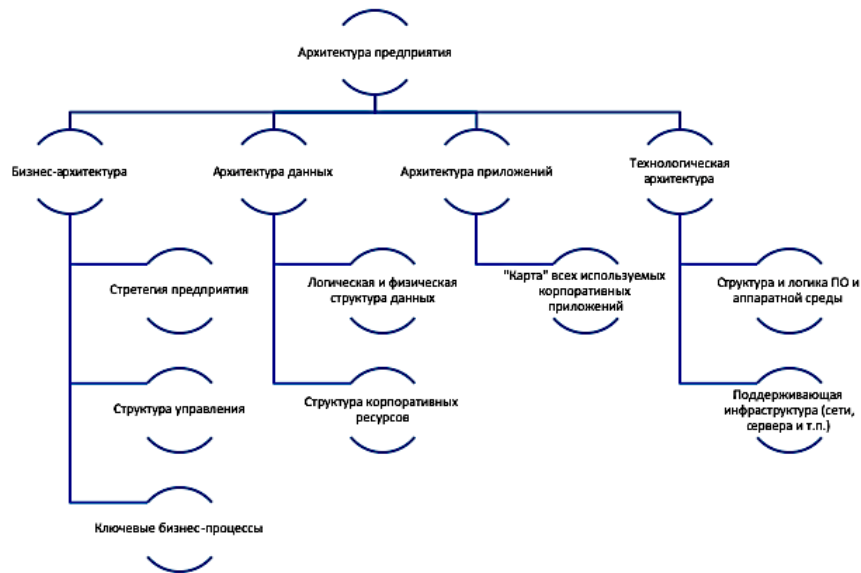 Архитектура предприятия
Бизнес-архитектура
Архитектура данных
Архитектура приложений
Технологическая
архитектура
Стретегия предприятия
Логическая и физическая
структура данных
"Карта" всех используемых
корпоративных
приложений
Структура и логика ПО и
аппаратной среды
Структура управления
Структура корпоративных
ресурсов
Поддерживающая
инфраструктура (сети,
сервера и т.п.)
Ключевые бизнес-процессы